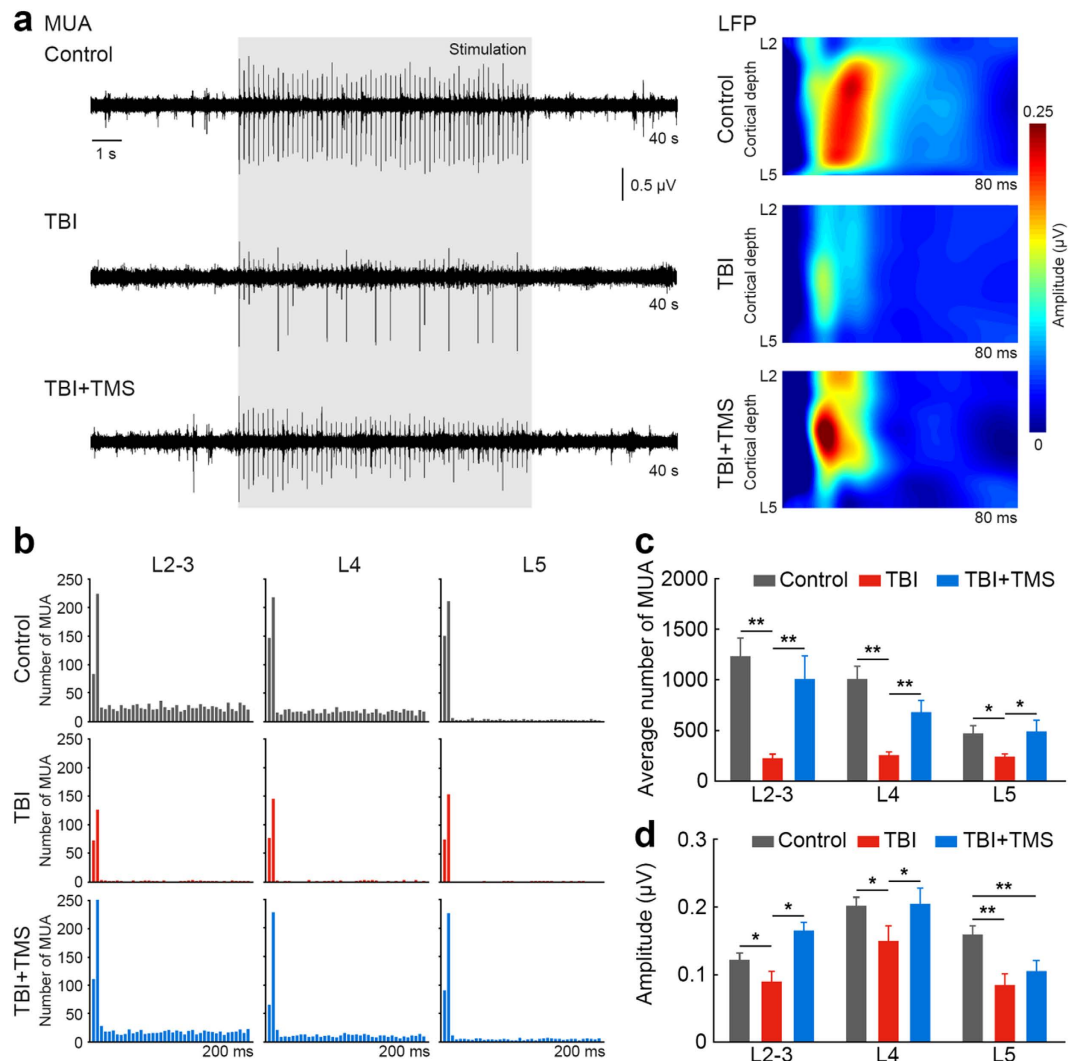 a
MUA
Control
Stimulation
1 s
40 s
0.5 µV
TBI
40 s
TBI+TMS
40 s
LFP
Control
Cortical depth
L2
L5
80 ms
TBI
Cortical depth
L2
L5
80 ms
TBI+TMS
Cortical depth
L2
L5
80 ms
0.25
Amplitude (µV)
0
b
L2-3 L4 L5
Control
Number of MUA
250
200
150
100
50
0
TBI
Number of MUA
250
200
150
100
50
0
TBI+TMS
Number of MUA
250
200
150
100
50
0
200 ms 200 ms 200 ms
c
Control TBI TBI+TMS
Average number of MUA
2000
1500
1000
500
0
** ** ** ** * *
L2-3 L4 L5
d
Control TBI TBI+TMS
Amplitude (µV)
0.3
0.2
0.1
0
* * * * ** **
L2-3 L4 L5